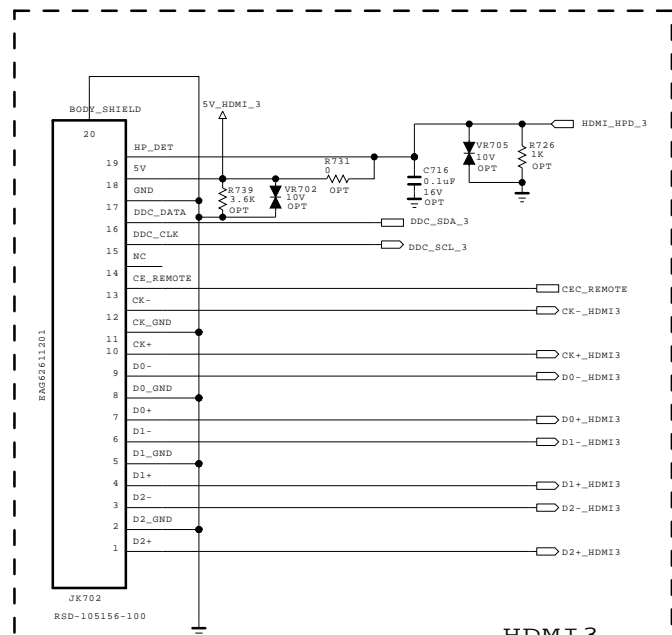 BODY_SHIELD
20
5V_HDMI_3
HP_DET
19
5V
18
GND
17
DDC_DATA
16
DDC_CLK
15
NC
14
CE_REMOTE
13
CK-
12
CK_GND
11
CK+
10
D0-
9
D0_GND
8
D0+
7
D1-
6
D1_GND
5
D1+
4
D2-
3
D2_GND
2
D2+
1
R739
3.6K
OPT
VR702
10V
OPT
R731
0
OPT
C716
0.1uF
16V
OPT
VR705
10V
OPT
R726
1K
OPT
HDMI_HPD_3
DDC_SDA_3
DDC_SCL_3
CEC_REMOTE
CK-_HDMI3
CK+_HDMI3
D0-_HDMI3
D0+_HDMI3
D1-_HDMI3
D1+_HDMI3
D2-_HDMI3
D2+_HDMI3
EAG62611201
JK702
RSD-105156-100
HDMI3